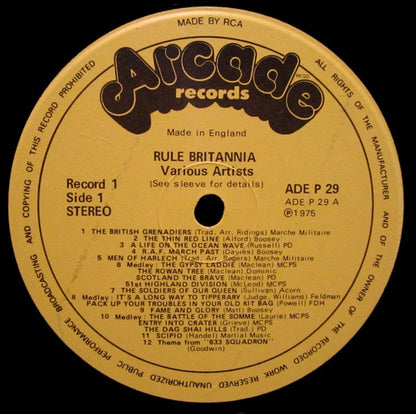 MADE BY RCA
ALL RIGHTS OF THE MANUFACTURER AND OF THE OWNER OF THE RECORDED WORK RESERVED UNAUTHORIZED PUBLIC PERFORMANCE BROADCASTING AND COPYING OF THIS RECORD PROHIBITED
Arcade
records
Made in England
RULE BRITANNIA
Various Artists
(See sleeve for details)
Record 1
Side 1
STEREO
ADE P 29
ADE P 29 A
Ⓟ1975
1 THE BRITISH GRENADIERS (Trad. Arr. Ridings) Marche Militaire
2 THE THIN RED LINE (Alford) Boosey
3 A LIFE ON THE OCEAN WAVE (Russell) PD
4 R.A.F. MARCH PAST (Davies) Boosey
5 MEN OF HARLECH (Trad. Arr. Rogers) Marche Militaire
6 Medley: THE GYPSY LADDIE (Maclean) MCPS
THE ROWAN TREE (Maclean) Dominic
SCOTLAND THE BRAVE (Maclean) PD
51st HIGHLAND DIVISION (McLeod) MCPS
7 THE SOLDIERS OF OUR QUEEN (Sullivan) Acorn
8 Medley: IT'S A LONG WAY TO TIPPERARY (Judge, Williams) Feldman
PACK UP YOUR TROUBLES IN YOUR OLD KIT BAG (Powell) FDH
9 FAME AND GLORY (Matt) Boosey
10 Medley: THE BATTLE OF THE SOMME (Laurie) MCPS
ENTRY INTO CRATER (Grieve) MCPS
THE DAG SHAI HILLS (Trad.) PD
11 SCIPIO (Handel) Martial Music
12 Theme from "633 SQUADRON"
(Goodwin)